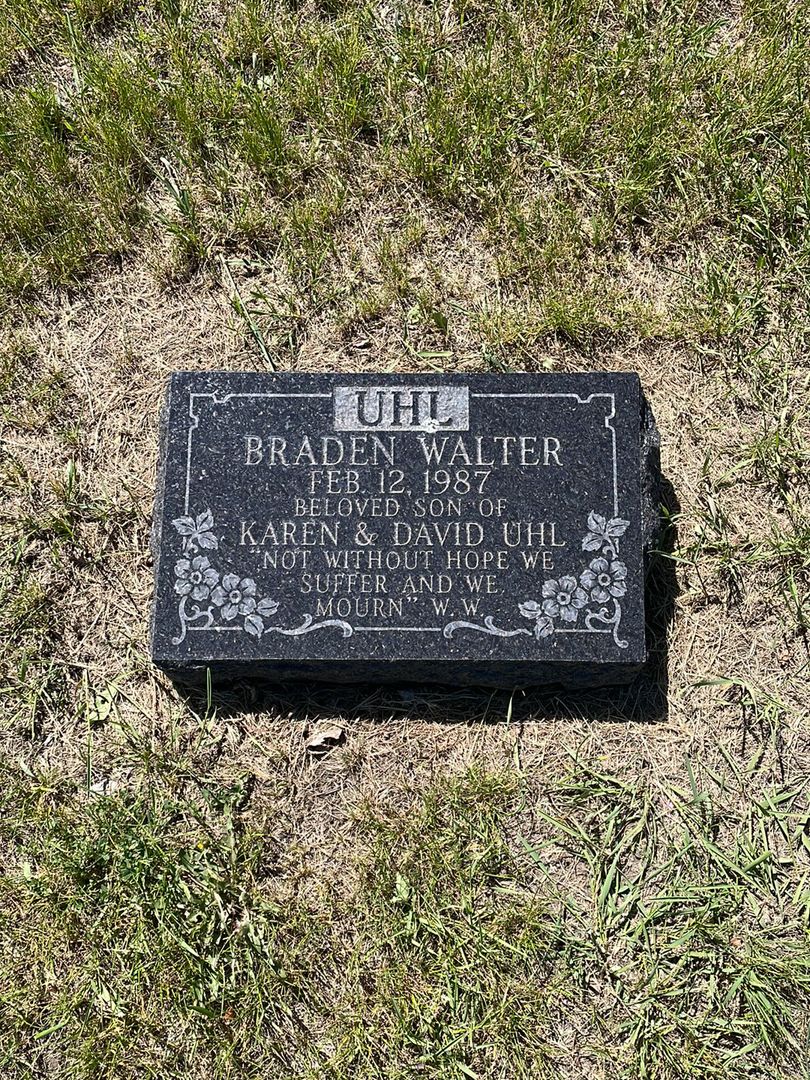 UHL
BRADEN WALTER
FEB. 12, 1987
BELOVED SON OF
KAREN & DAVID UHL
"NOT WITHOUT HOPE WE
SUFFER AND WE
MOURN" W.W.